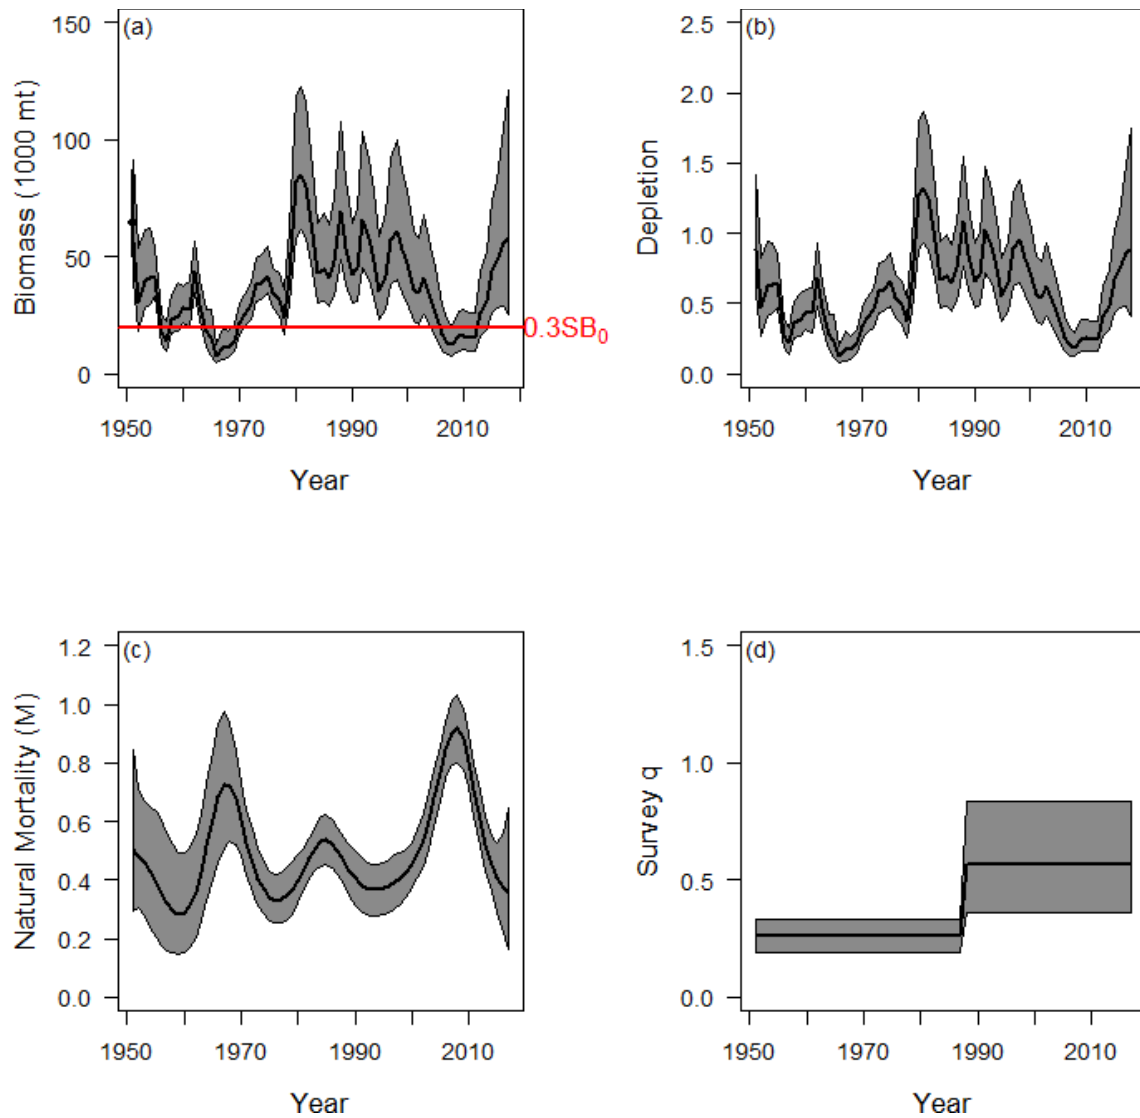 (a)
Biomass (1000 mt)
150
100
50
0
0.3SB₀
1950 1970 1990 2010
Year
(b)
Depletion
2.5
2.0
1.5
1.0
0.5
0.0
1950 1970 1990 2010
Year
(c)
Natural Mortality (M)
1.2
1.0
0.8
0.6
0.4
0.2
0.0
1950 1970 1990 2010
Year
(d)
Survey q
1.5
1.0
0.5
0.0
1950 1970 1990 2010
Year